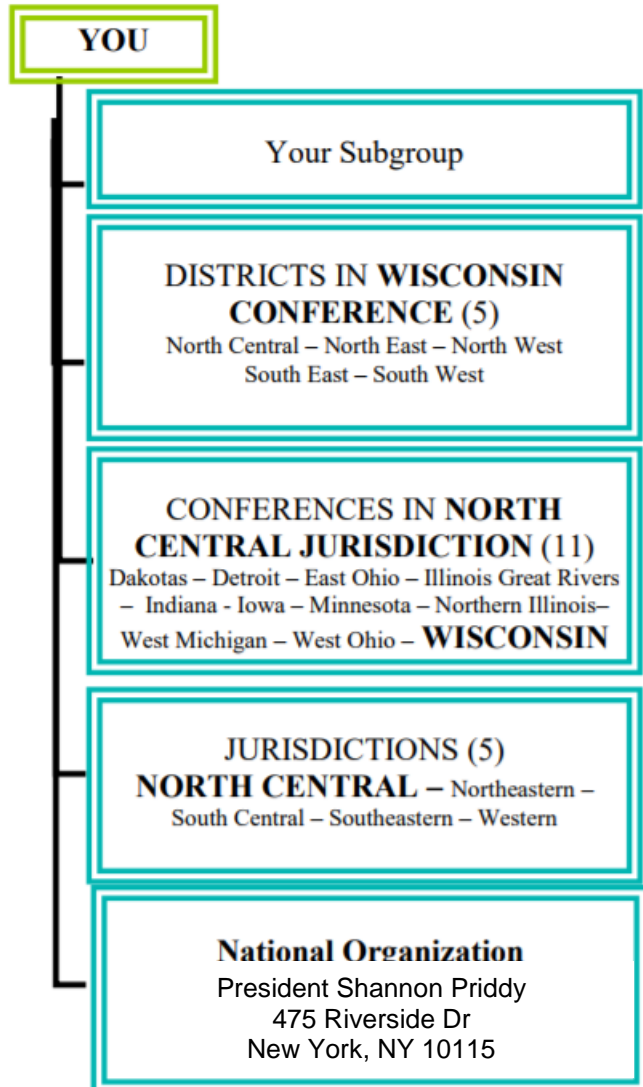 YOU
Your Subgroup
DISTRICTS IN WISCONSIN
CONFERENCE (5)
North Central – North East – North West
South East – South West
CONFERENCES IN NORTH
CENTRAL JURISDICTION (11)
Dakotas – Detroit – East Ohio – Illinois Great Rivers
– Indiana - Iowa – Minnesota – Northern Illinois–
West Michigan – West Ohio – WISCONSIN
JURISDICTIONS (5)
NORTH CENTRAL – Northeastern –
South Central – Southeastern – Western
National Organization
President Shannon Priddy
475 Riverside Dr
New York, NY 10115